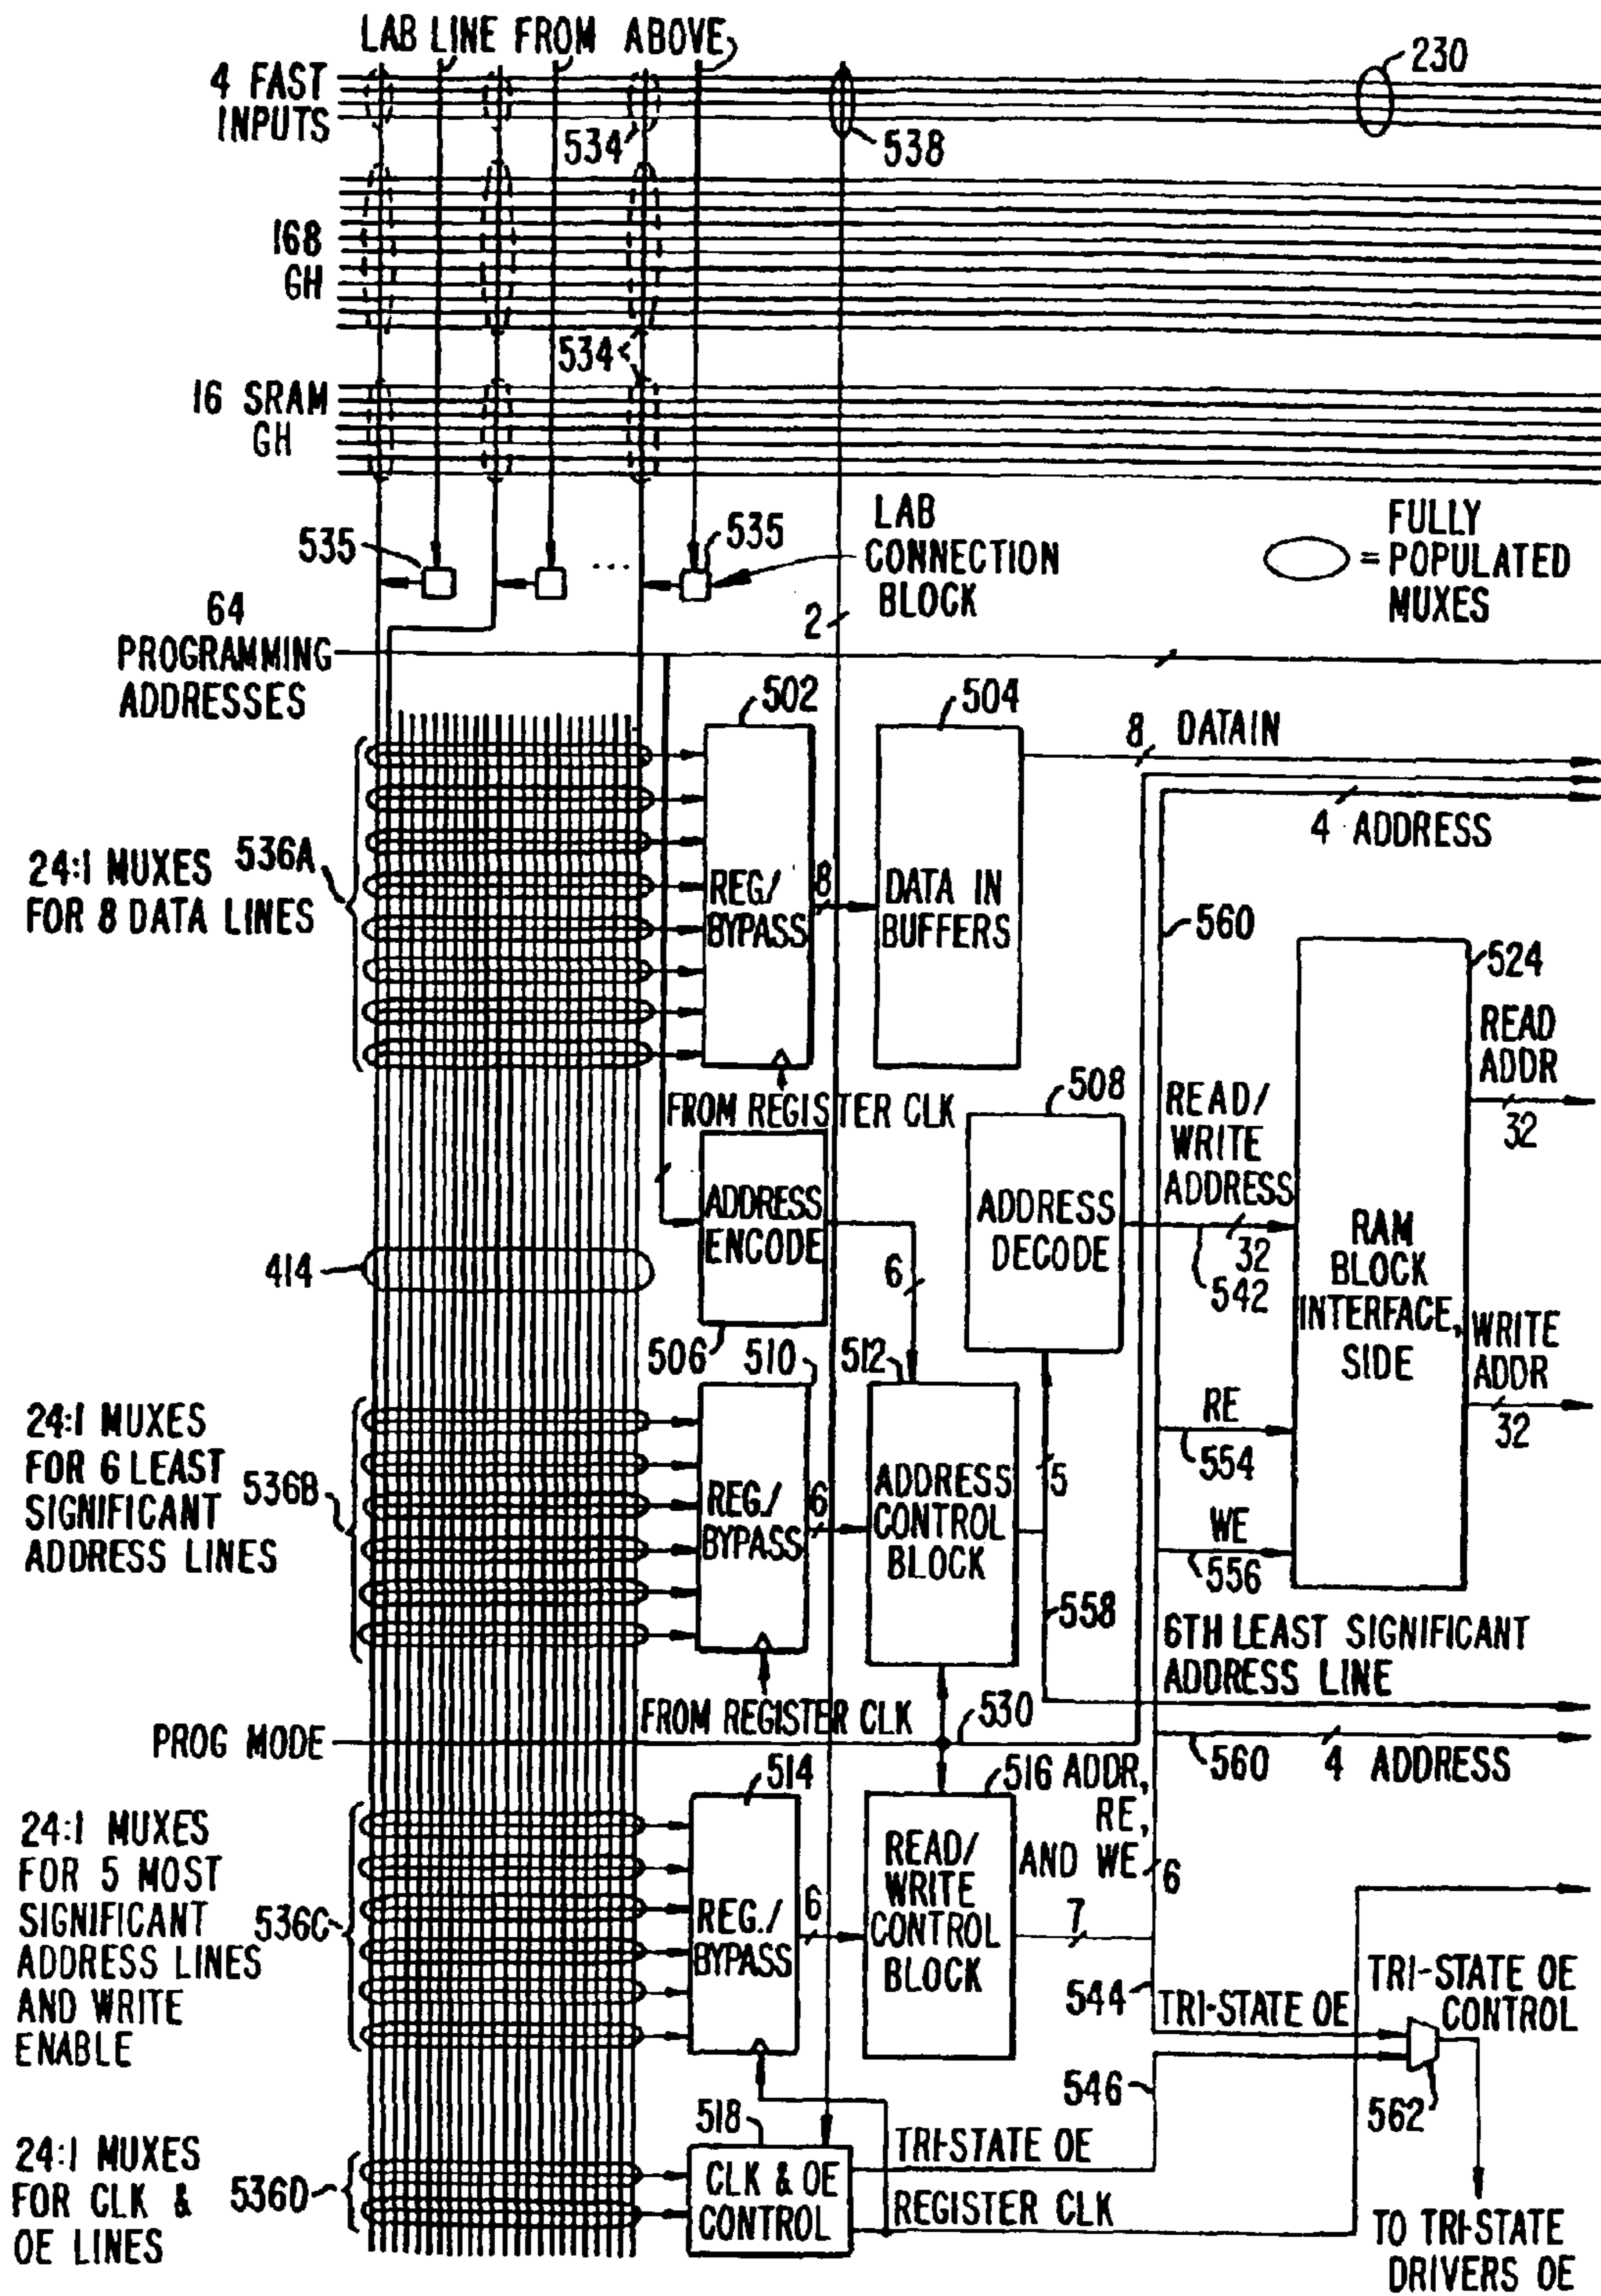 LAB LINE FROM ABOVE
4 FAST
INPUTS
230
534
538
168
GH
534
16 SRAM
GH
535
535
LAB
CONNECTION
BLOCK
FULLY
= POPULATED
MUXES
64
PROGRAMMING
ADDRESSES
2
502
504
8 DATAIN
4 ADDRESS
24:1 MUXES
FOR 8 DATA LINES
536A
REG/
BYPASS
8
DATA IN
BUFFERS
560
524
READ
ADDR
32
FROM REGISTER CLK
508
READ/
WRITE
ADDRESS
32
542
ADDRESS
ENCODE
ADDRESS
DECODE
RAM
BLOCK
INTERFACE,
SIDE
414
6
506
510
512
WRITE
ADDR
32
24:1 MUXES
FOR 6 LEAST
SIGNIFICANT
ADDRESS LINES
536B
REG./
BYPASS
6
ADDRESS
CONTROL
BLOCK
5
RE
554
WE
556
558
6TH LEAST SIGNIFICANT
ADDRESS LINE
FROM REGISTER CLK
530
PROG MODE
560
4 ADDRESS
514
516
ADDR,
RE,
AND WE
6
24:1 MUXES
FOR 5 MOST
SIGNIFICANT
ADDRESS LINES
AND WRITE
ENABLE
536C
REG./
BYPASS
6
READ/
WRITE
CONTROL
BLOCK
7
544
TRI-STATE OE
TRI-STATE OE
CONTROL
546
562
518
24:1 MUXES
FOR CLK &
OE LINES
536D
CLK & OE
CONTROL
TRI-STATE OE
REGISTER CLK
TO TRI-STATE
DRIVERS OE